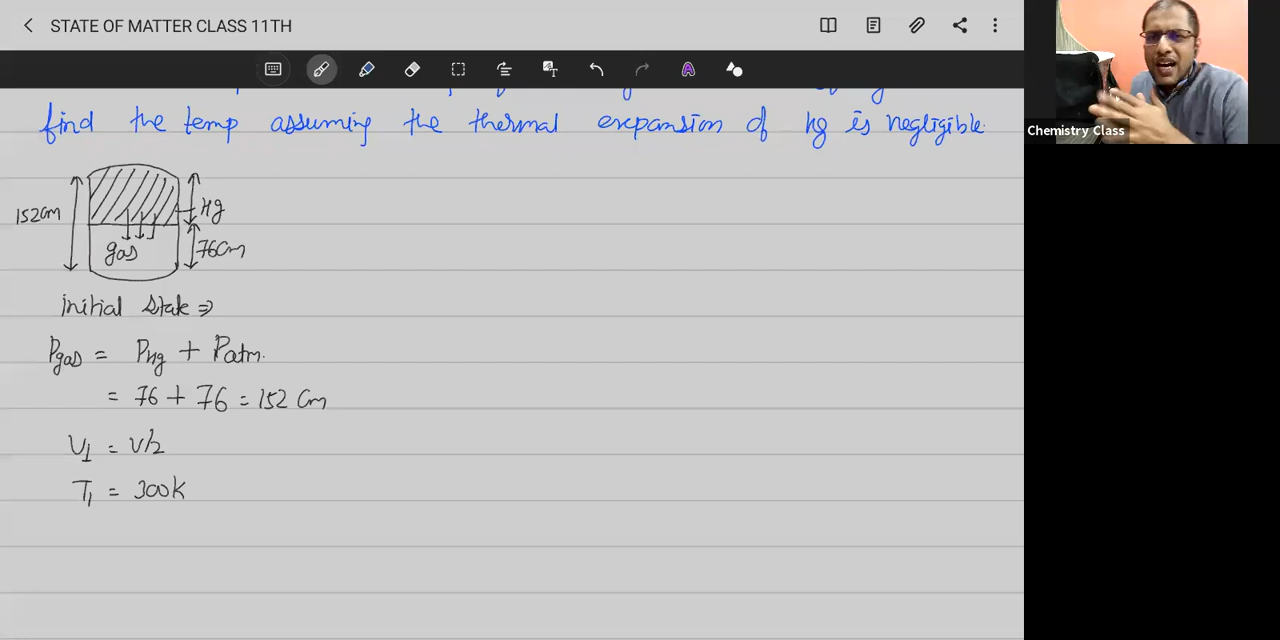 STATE OF MATTER CLASS 11TH
find the temp assuming the thermal expansion of hg is negligible.
152cm
Hg
gas
76cm
initial state ⇒
Pgas = PHg + Patm.
= 76 + 76 = 152 cm
V1 = V/2
T1 = 300K
Chemistry Class